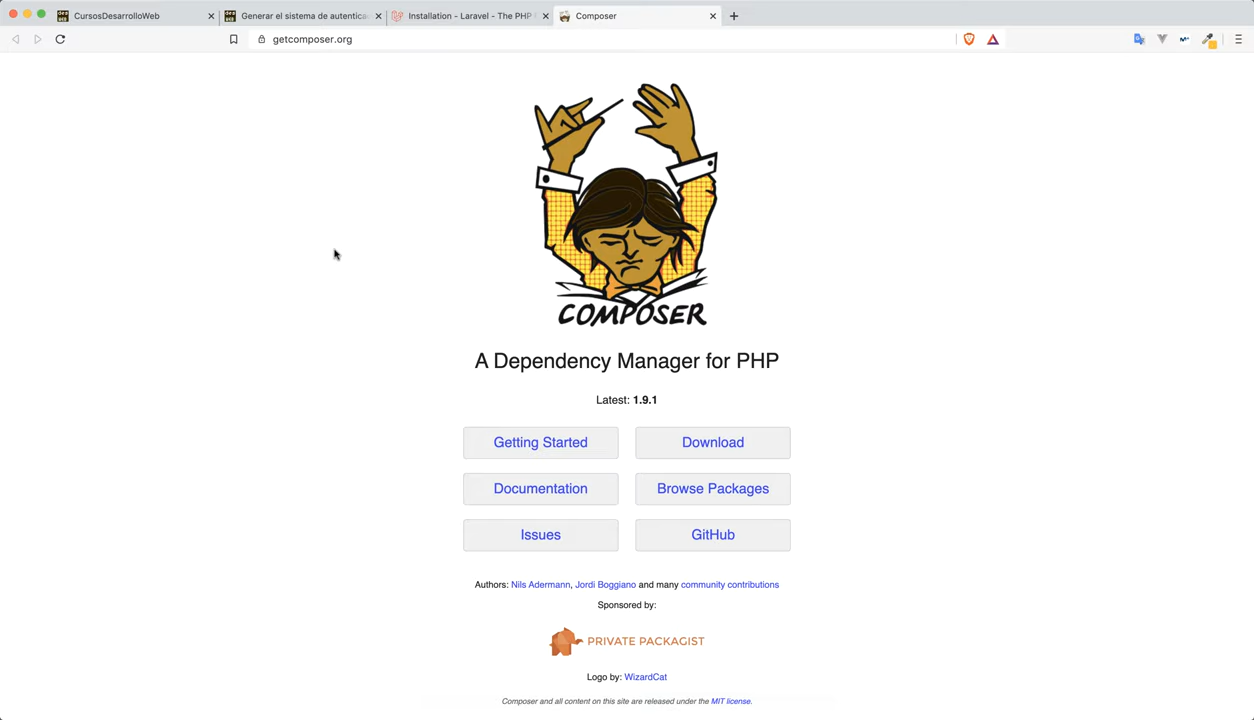 CursosDesarrolloWeb
Generar el sistema de autentica
Installation - Laravel - The PHP
Composer
getcomposer.org
COMPOSER
A Dependency Manager for PHP
Latest: 1.9.1
Getting Started
Download
Documentation
Browse Packages
Issues
GitHub
Authors: Nils Adermann, Jordi Boggiano and many community contributions
Sponsored by:
PRIVATE PACKAGIST
Logo by: WizardCat
Composer and all content on this site are released under the MIT license.